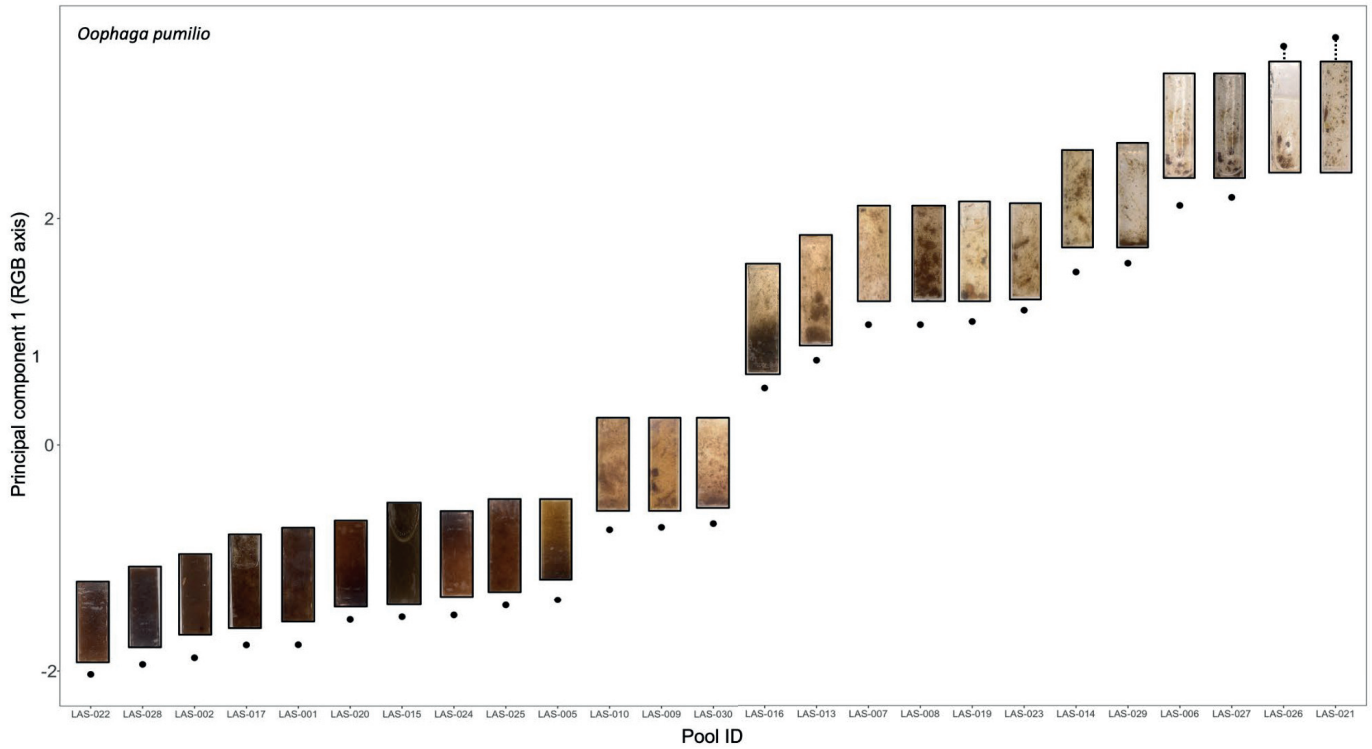 Oophaga pumilio
Principal component 1 (RGB axis)
2
1
0
-2
LAS-022 LAS-028 LAS-002 LAS-017 LAS-001 LAS-020 LAS-015 LAS-024 LAS-025 LAS-005 LAS-010 LAS-009 LAS-030 LAS-016 LAS-013 LAS-007 LAS-008 LAS-019 LAS-023 LAS-014 LAS-029 LAS-006 LAS-027 LAS-026 LAS-021
Pool ID